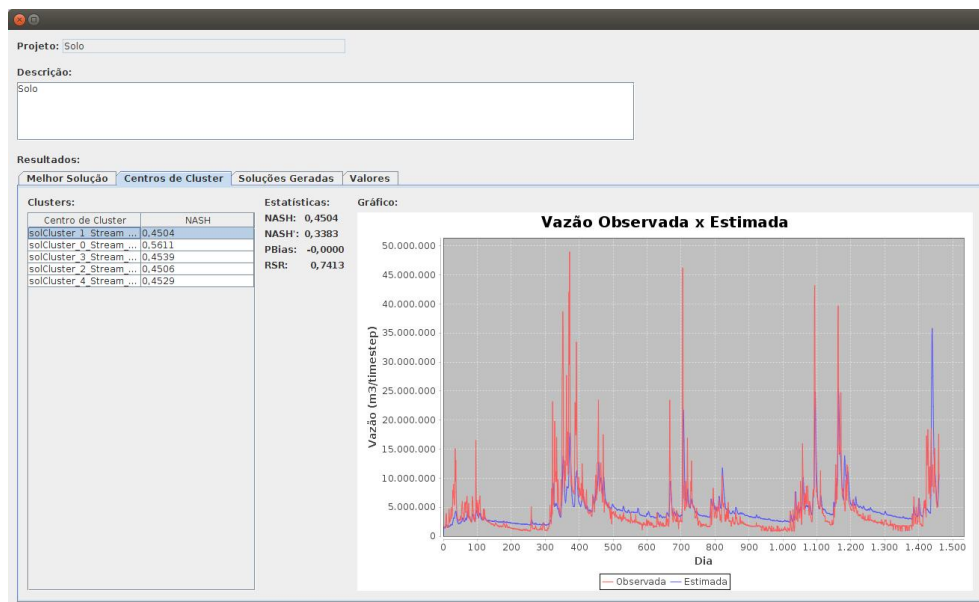 Projeto: Solo
Descrição:
Solo
Resultados:
Melhor Solução Centros de Cluster Soluções Geradas Valores
Clusters:
Centro de Cluster NASH
solCluster_1_Stream_... 0,4504
solCluster_0_Stream_... 0,5611
solCluster_3_Stream_... 0,4539
solCluster_2_Stream_... 0,4506
solCluster_4_Stream_... 0,4529
Estatísticas:
NASH: 0,4504
NASH': 0,3383
PBias: -0,0000
RSR: 0,7413
Gráfico:
Vazão Observada x Estimada
Vazão (m3/timestep)
50.000.000
45.000.000
40.000.000
35.000.000
30.000.000
25.000.000
20.000.000
15.000.000
10.000.000
5.000.000
0
0 100 200 300 400 500 600 700 800 900 1.000 1.100 1.200 1.300 1.400 1.500
Dia
Observada Estimada